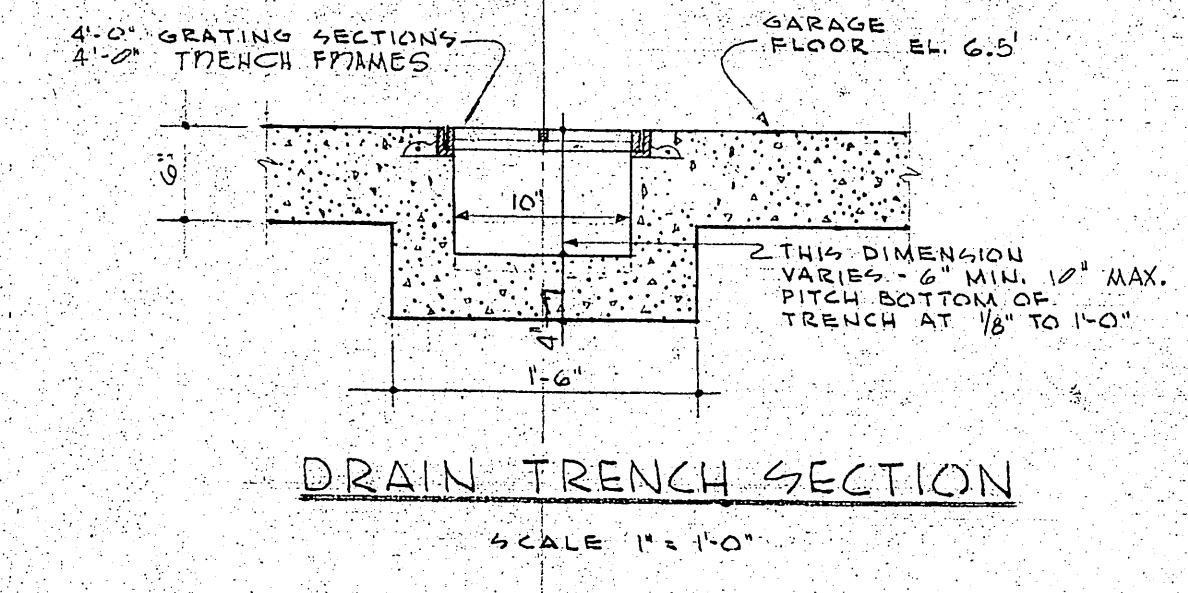 4'-0" GRATING SECTIONS
4'-0" TRENCH FRAMES
GARAGE
FLOOR EL. 6.5'
6"
10"
THIS DIMENSION
VARIES - 6" MIN. 10" MAX.
PITCH BOTTOM OF
TRENCH AT 1/8" TO 1'-0"
4"
1'-6"
DRAIN TRENCH SECTION
SCALE 1" = 1'-0"